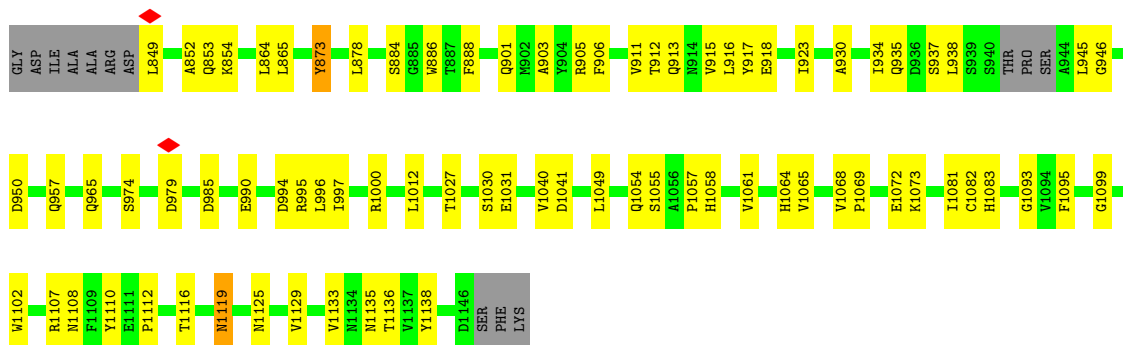 GLY ASP ILE ALA ALA ARG ASP L849 A852 Q853 K854 L864 L865 Y873 L878 S884 G885 W886 T887 F888 Q901 M902 A903 Y904 R905 F906 V911 T912 Q913 N914 V915 L916 Y917 E918 I923 A930 I934 Q935 D936 S937 L938 S939 S940 THR PRO SER A944 L945 G946
D950 Q957 Q965 S974 D979 D985 E990 D994 R995 L996 I997 R1000 L1012 T1027 S1030 E1031 V1040 D1041 L1049 Q1054 S1055 A1056 P1057 H1058 V1061 H1064 V1065 V1068 P1069 E1072 K1073 I1081 C1082 H1083 G1093 V1094 F1095 G1099
W1102 R1107 N1108 F1109 Y1110 E1111 P1112 T1116 N1119 N1125 V1129 V1133 N1134 N1135 T1136 V1137 Y1138 D1146 SER PHE LYS